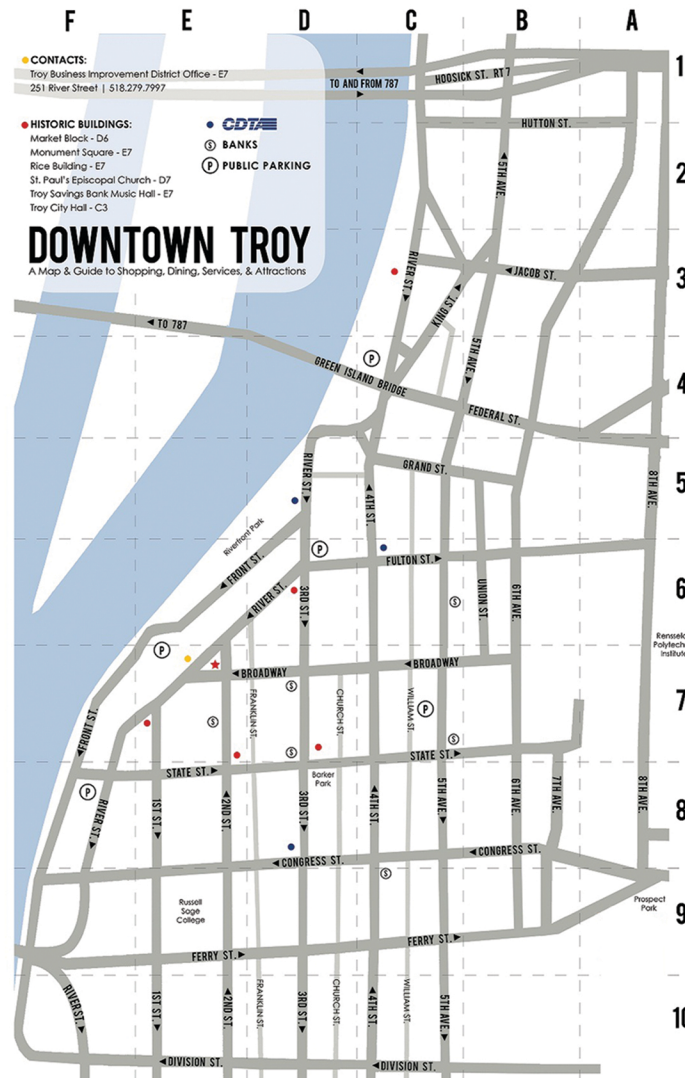 F E D C B A
CONTACTS:
Troy Business Improvement District Office - E7
251 River Street | 518.279.7997
TO AND FROM 787
HOOSICK ST. RT 7
1
HISTORIC BUILDINGS:
Market Block - D6
Monument Square - E7
Rice Building - E7
St. Paul's Episcopal Church - D7
Troy Savings Bank Music Hall - E7
Troy City Hall - C3
CDTA
$ BANKS
P PUBLIC PARKING
HUTTON ST.
5TH AVE.
2
DOWNTOWN TROY
A Map & Guide to Shopping, Dining, Services, & Attractions
RIVER ST.
KING ST.
JACOB ST.
3
TO 787
5TH AVE.
P
GREEN ISLAND BRIDGE
FEDERAL ST.
4
RIVER ST.
GRAND ST.
4TH ST.
8TH AVE.
5
Riverfront Park
FRONT ST.
P
FULTON ST.
RIVER ST.
3RD ST.
$
UNION ST.
6TH AVE.
6
Rensselaer
Polytechnic
Institute
P
BROADWAY
BROADWAY
$
FRANKLIN ST.
CHURCH ST.
WILLIAM ST.
P
7
FRONT ST.
$
$
$
STATE ST.
STATE ST.
Barker
Park
P
RIVER ST.
1ST ST.
2ND ST.
3RD ST.
4TH ST.
5TH AVE.
6TH AVE.
7TH AVE.
8TH AVE.
8
CONGRESS ST.
CONGRESS ST.
$
Russell
Sage
College
Prospect
Park
9
FERRY ST.
FERRY ST.
RIVER ST.
1ST ST.
2ND ST.
FRANKLIN ST.
3RD ST.
CHURCH ST.
4TH ST.
WILLIAM ST.
5TH AVE.
10
DIVISION ST.
DIVISION ST.